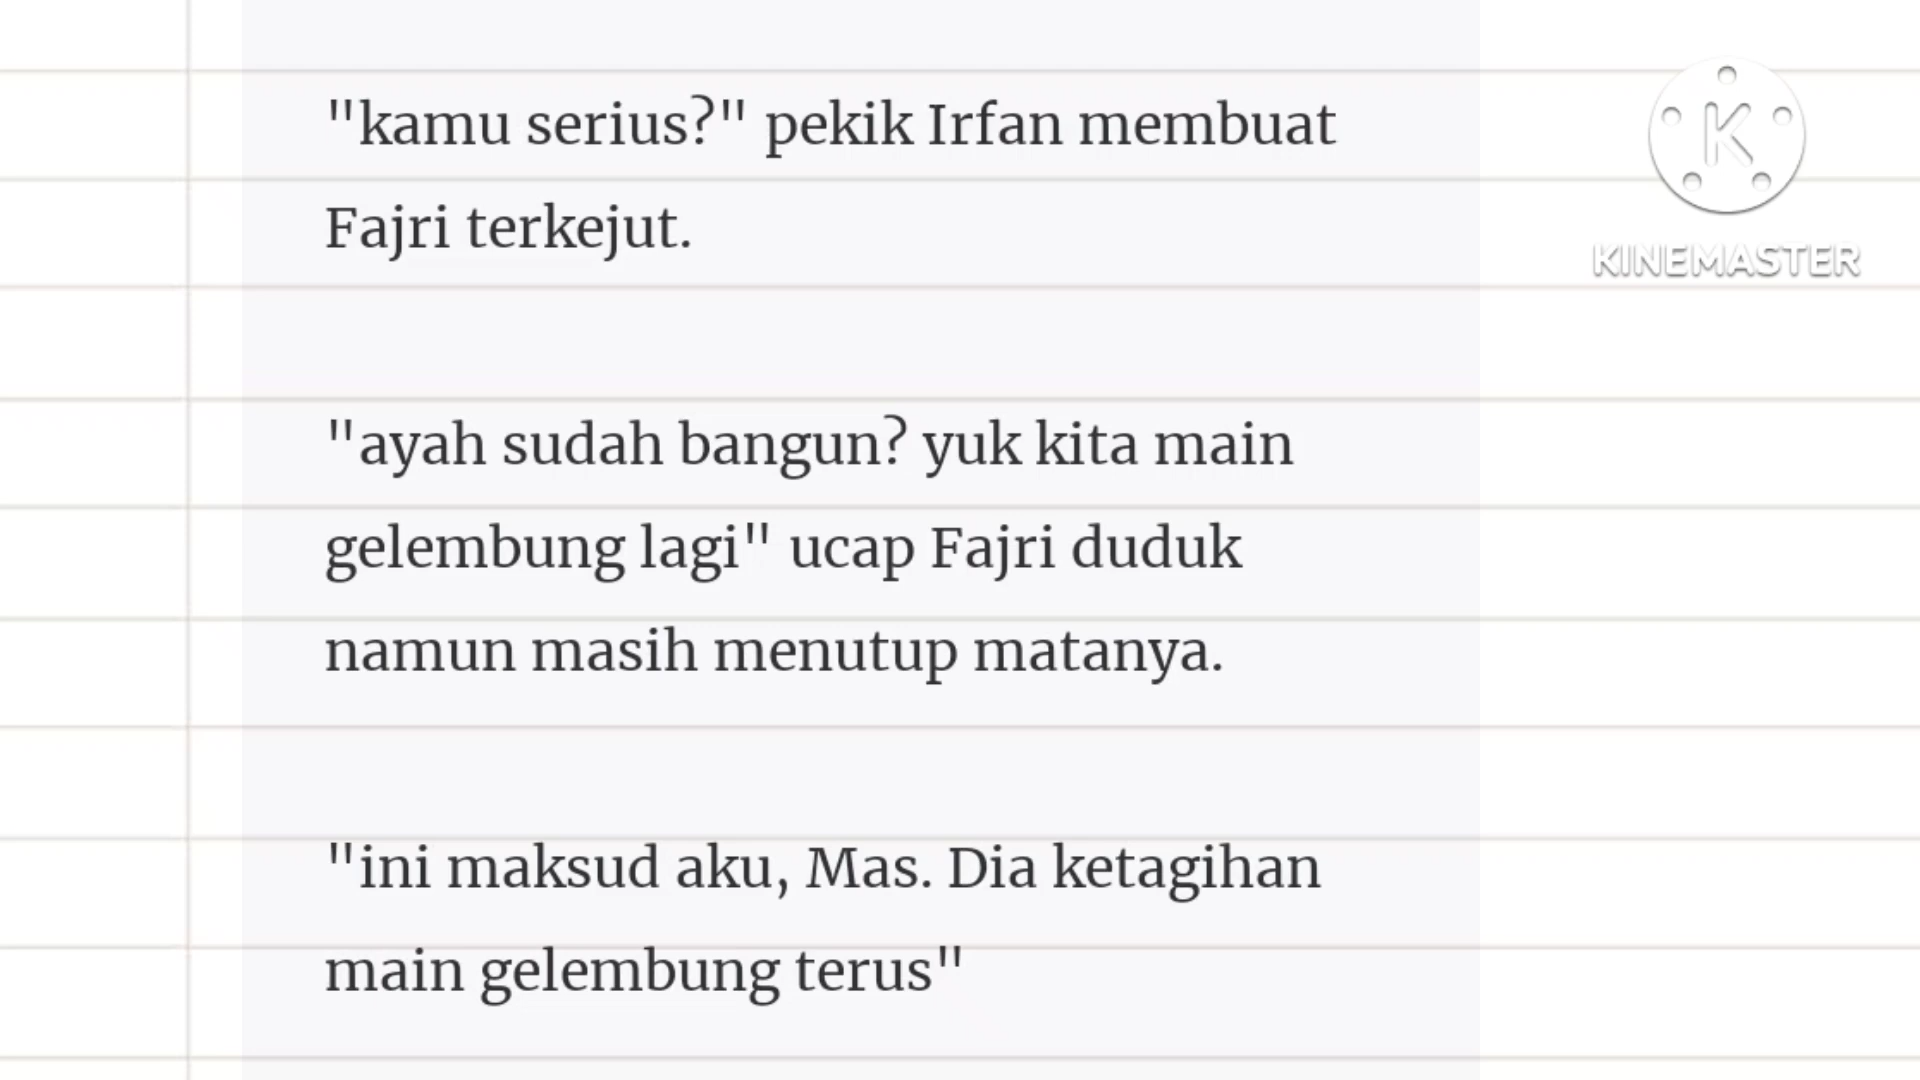 "kamu serius?" pekik Irfan membuat
Fajri terkejut.
"ayah sudah bangun? yuk kita main
gelembung lagi" ucap Fajri duduk
namun masih menutup matanya.
"ini maksud aku, Mas. Dia ketagihan
main gelembung terus"
K
KINEMASTER